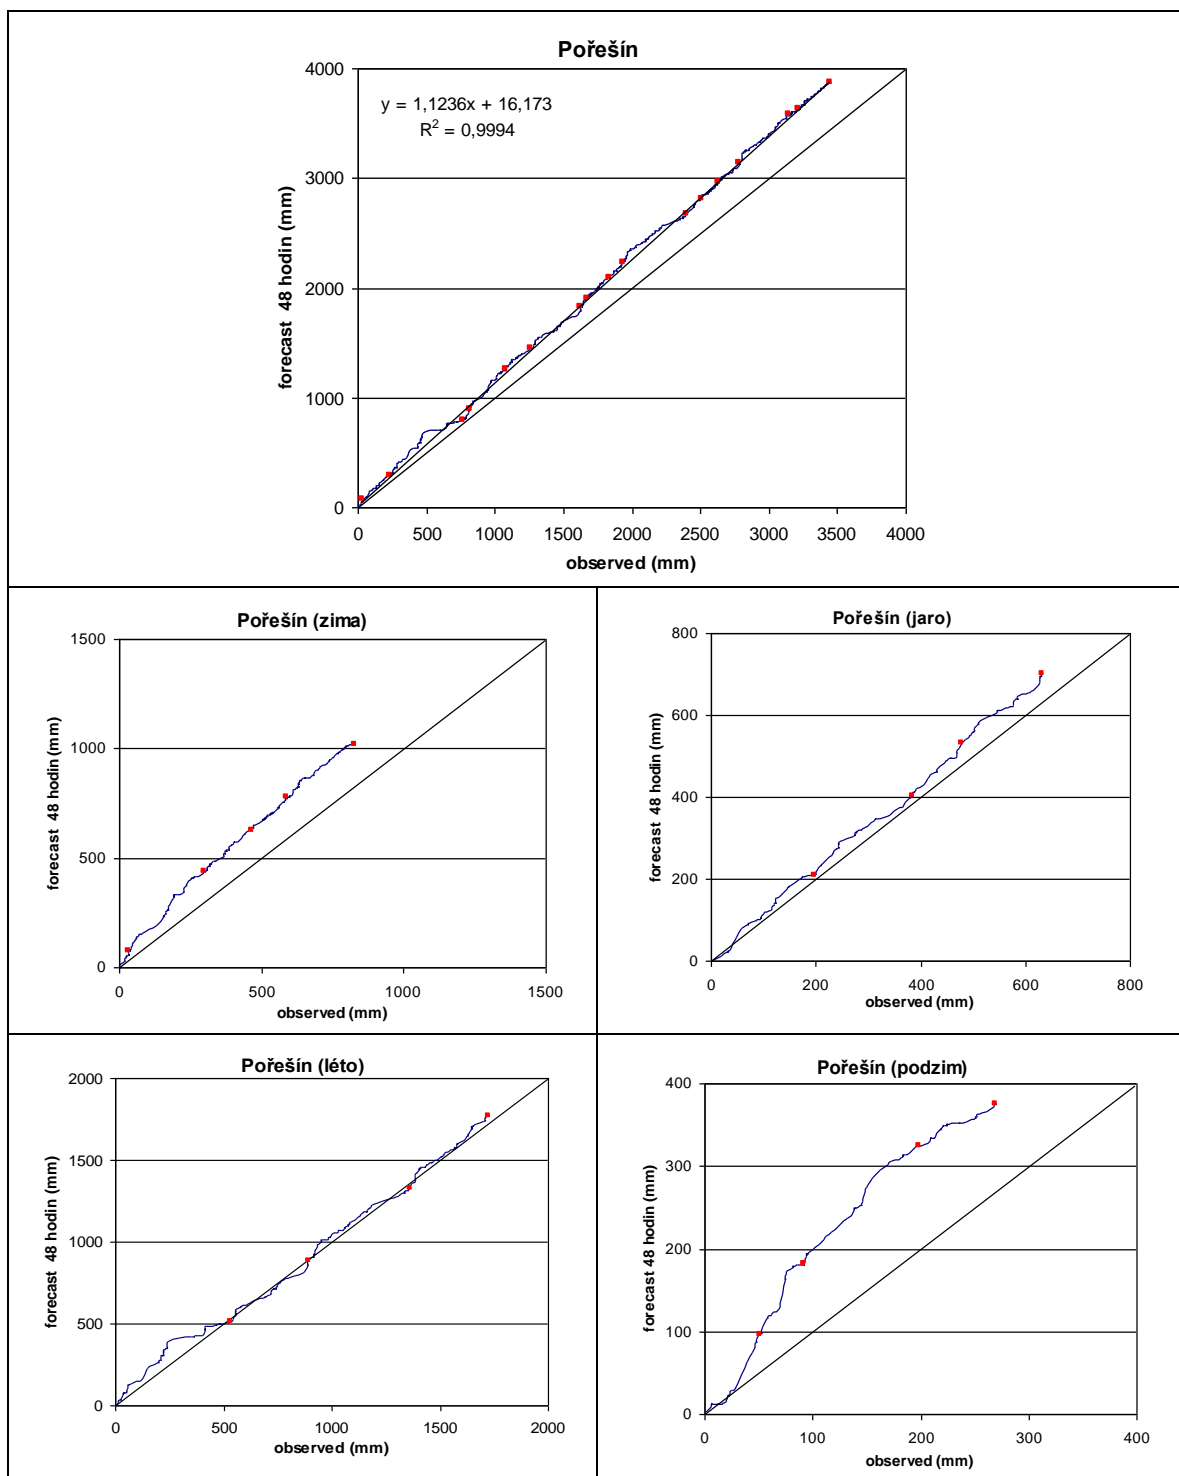 Pořešín
y = 1,1236x + 16,173
R² = 0,9994
4000
3000
2000
1000
0
forecast 48 hodin (mm)
0 500 1000 1500 2000 2500 3000 3500 4000
observed (mm)
Pořešín (zima)
1500
1000
500
0
forecast 48 hodin (mm)
0 500 1000 1500
observed (mm)
Pořešín (jaro)
800
600
400
200
0
forecast 48 hodin (mm)
0 200 400 600 800
observed (mm)
Pořešín (léto)
2000
1500
1000
500
0
forecast 48 hodin (mm)
0 500 1000 1500 2000
observed (mm)
Pořešín (podzim)
400
300
200
100
0
forecast 48 hodin (mm)
0 100 200 300 400
observed (mm)